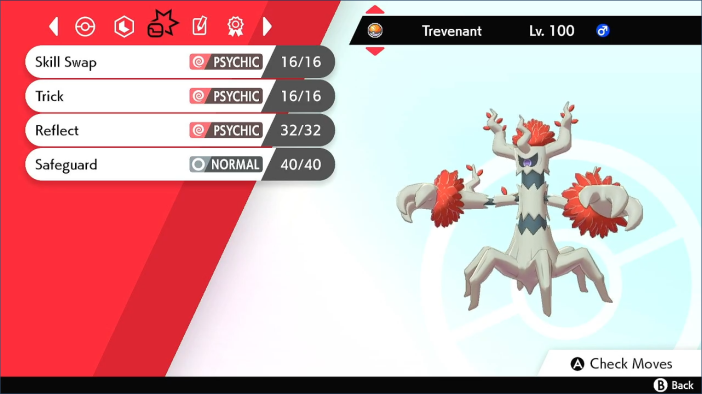 Trevenant Lv. 100 ♂
Skill Swap PSYCHIC 16/16
Trick PSYCHIC 16/16
Reflect PSYCHIC 32/32
Safeguard NORMAL 40/40
A Check Moves
B Back